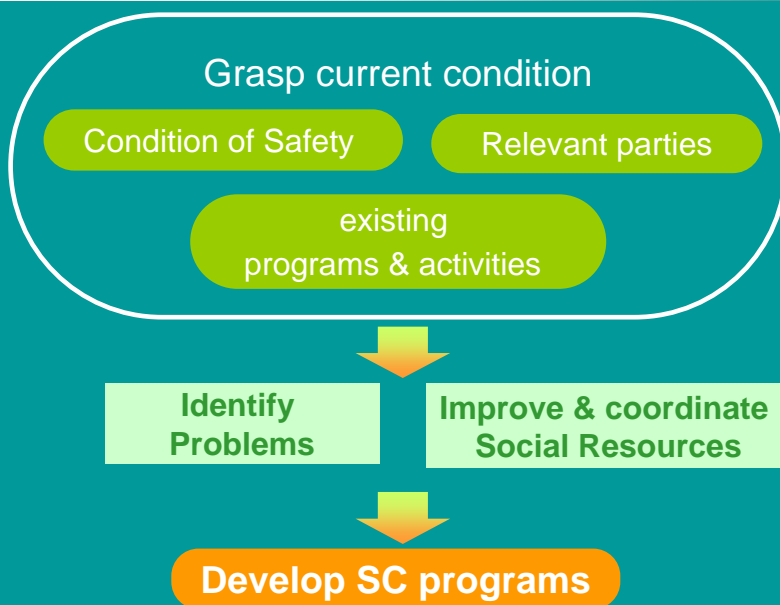 Grasp current condition
Condition of Safety
Relevant parties
existing
programs & activities
Identify
Problems
Improve & coordinate
Social Resources
Develop SC programs